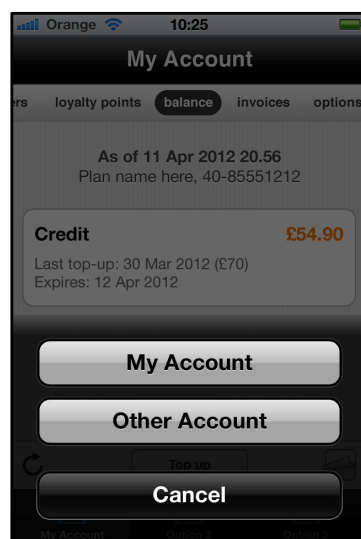 Orange 10:25
My Account
ers loyalty points balance invoices options
As of 11 Apr 2012 20.56
Plan name here, 40-85551212
Credit £54.90
Last top-up: 30 Mar 2012 (£70)
Expires: 12 Apr 2012
My Account
Other Account
Top up
Cancel
My Account Option 2 Option 3